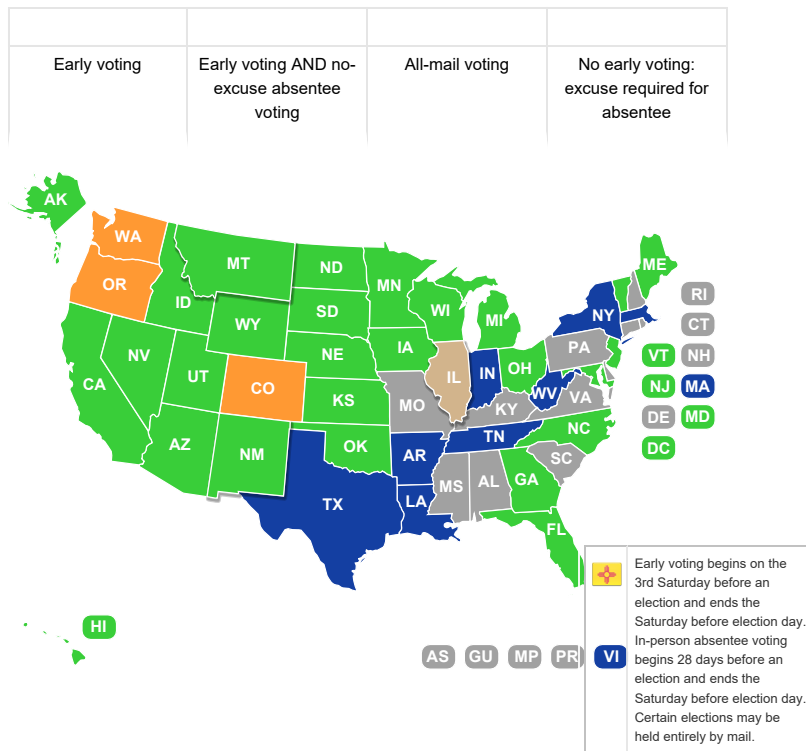 Early voting
Early voting AND no-
excuse absentee
voting
All-mail voting
No early voting:
excuse required for
absentee
AK
WA
OR
MT
ID
ND
MN
ME
WI
SD
WY
MI
NY
RI
CT
NV
CA
UT
NE
IA
PA
VT
NH
CO
IL
IN
OH
NJ
MA
KS
MO
KY
WV
VA
DE
MD
AZ
NM
OK
AR
TN
NC
DC
SC
TX
LA
MS
AL
GA
FL
HI
AS
GU
MP
PR
VI
Early voting begins on the
3rd Saturday before an
election and ends the
Saturday before election day.
In-person absentee voting
begins 28 days before an
election and ends the
Saturday before election day.
Certain elections may be
held entirely by mail.